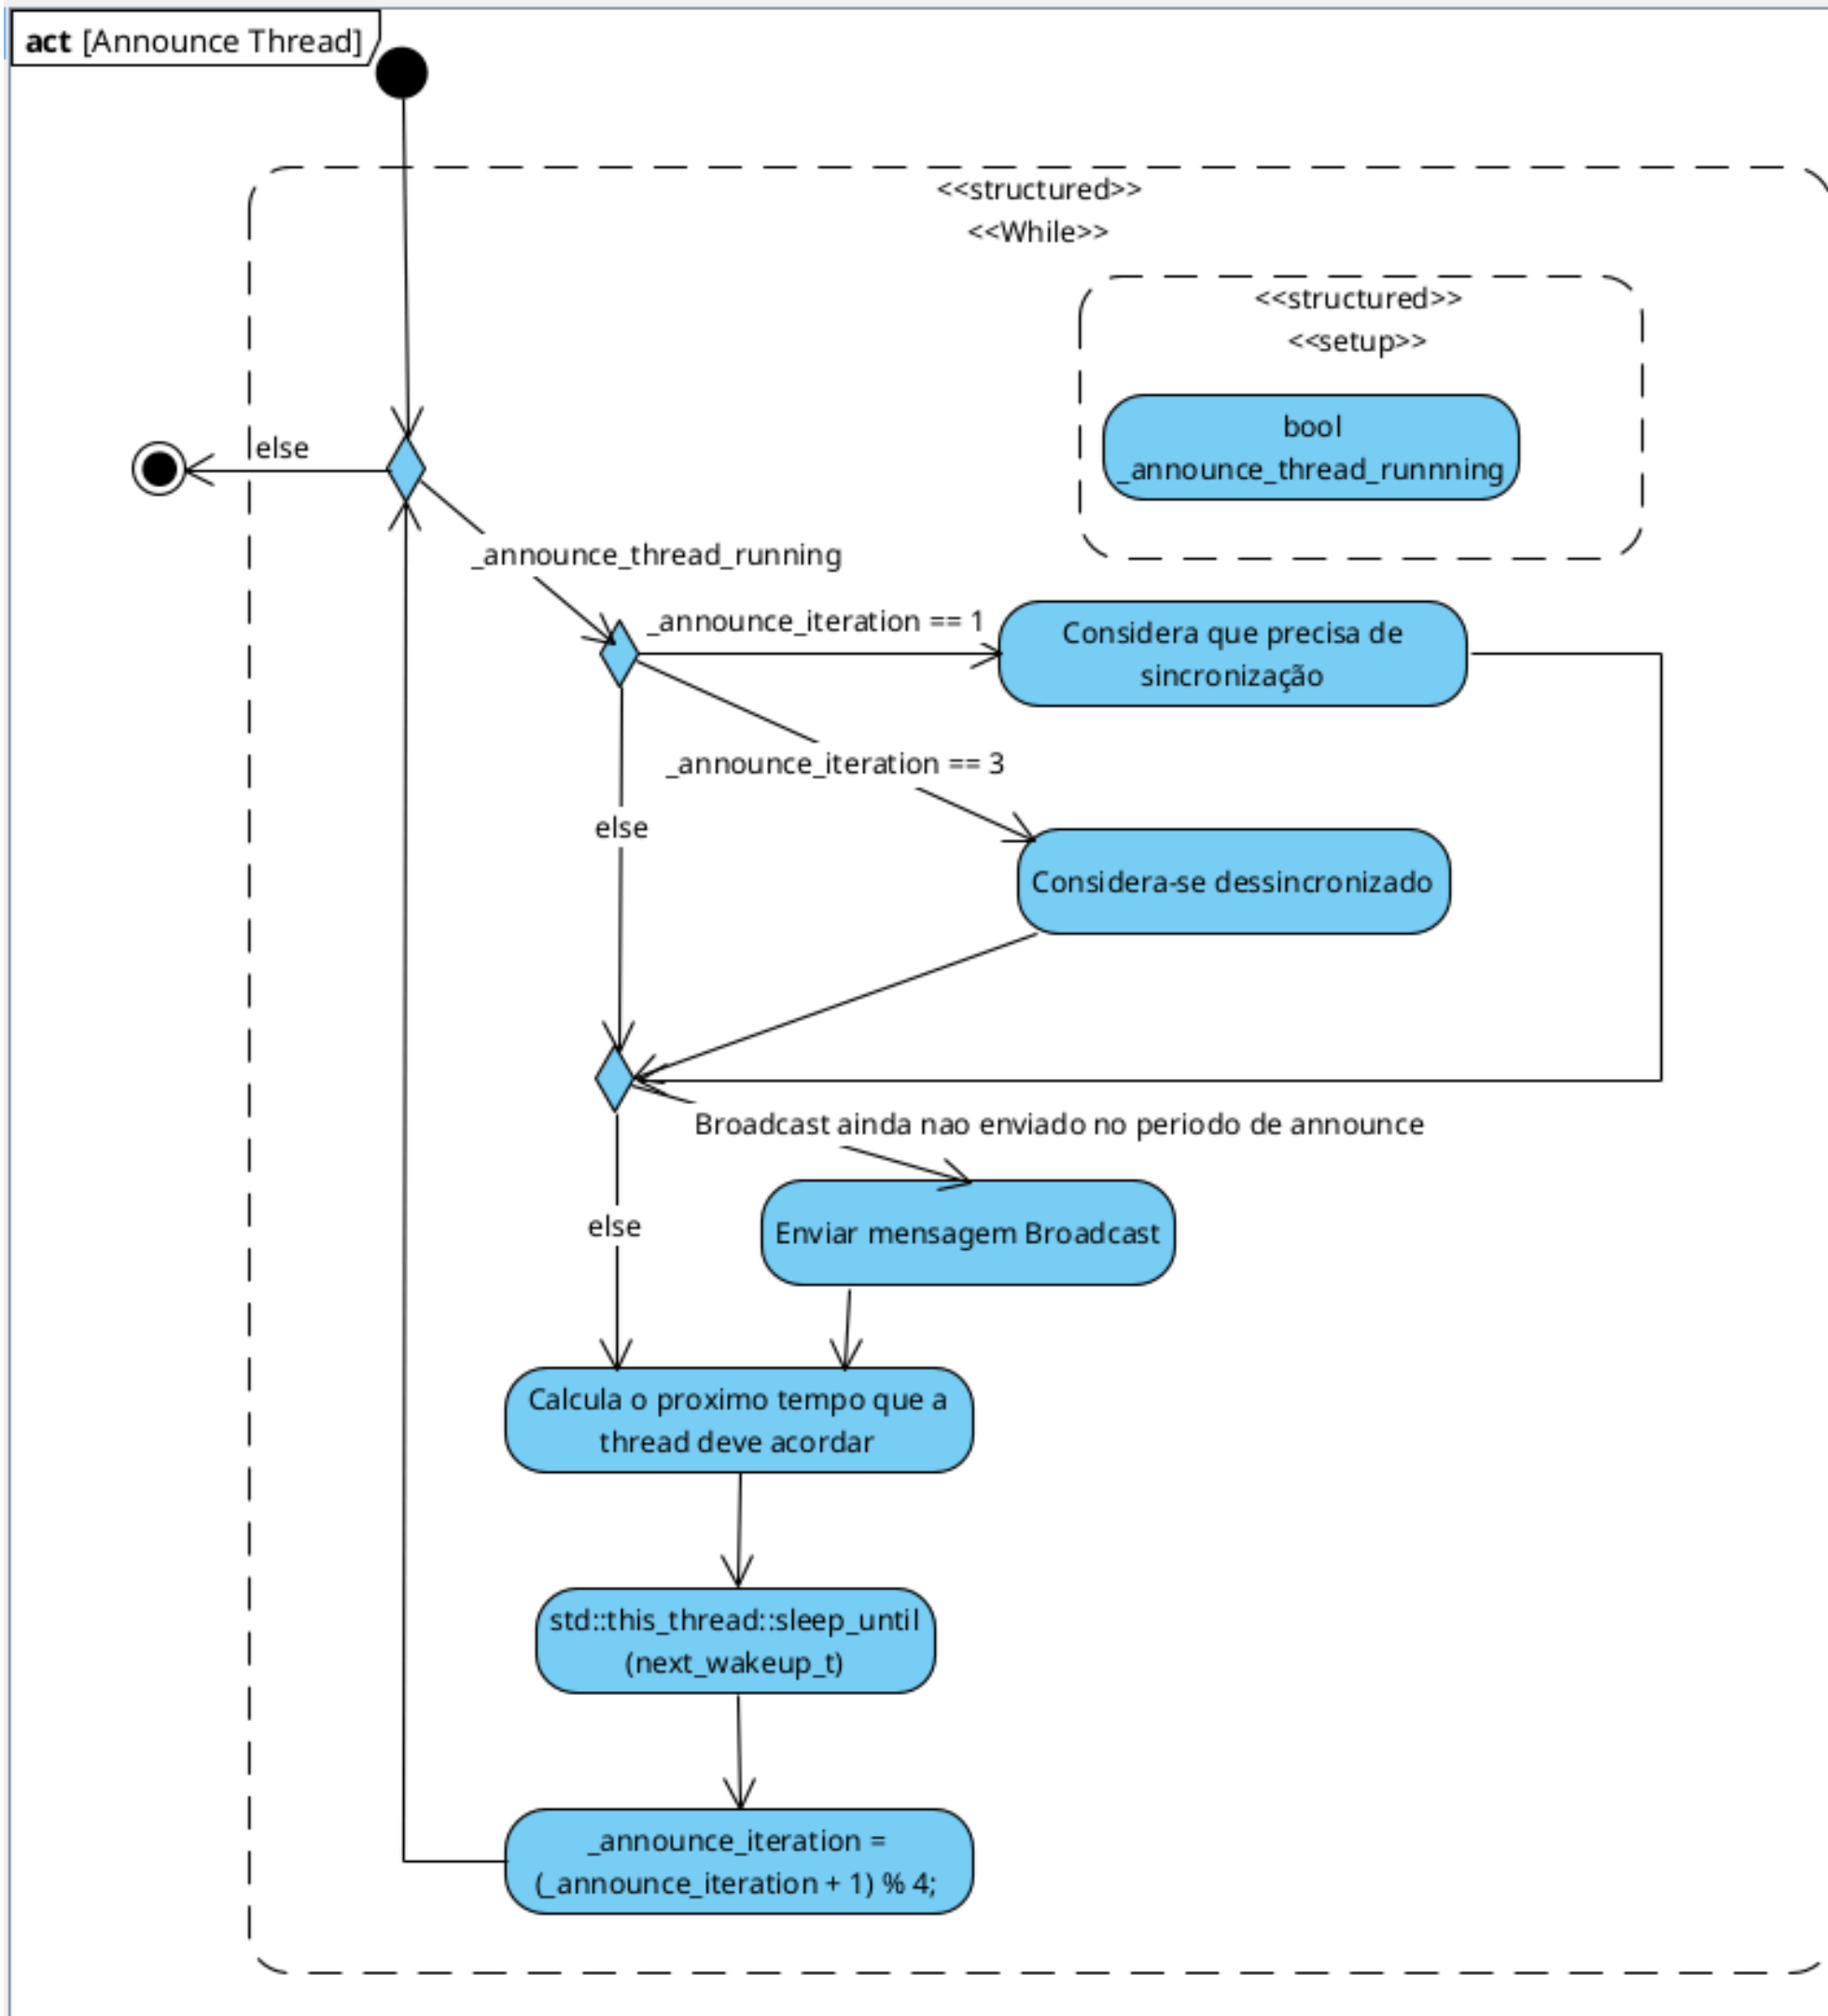 act [Announce Thread]
<<structured>>
<<While>>
<<structured>>
<<setup>>
bool
_announce_thread_runnning
else
_announce_thread_running
_announce_iteration == 1
Considera que precisa de
sincronização
_announce_iteration == 3
else
Considera-se dessincronizado
Broadcast ainda nao enviado no periodo de announce
else
Enviar mensagem Broadcast
Calcula o proximo tempo que a
thread deve acordar
std::this_thread::sleep_until
(next_wakeup_t)
_announce_iteration =
(_announce_iteration + 1) % 4;